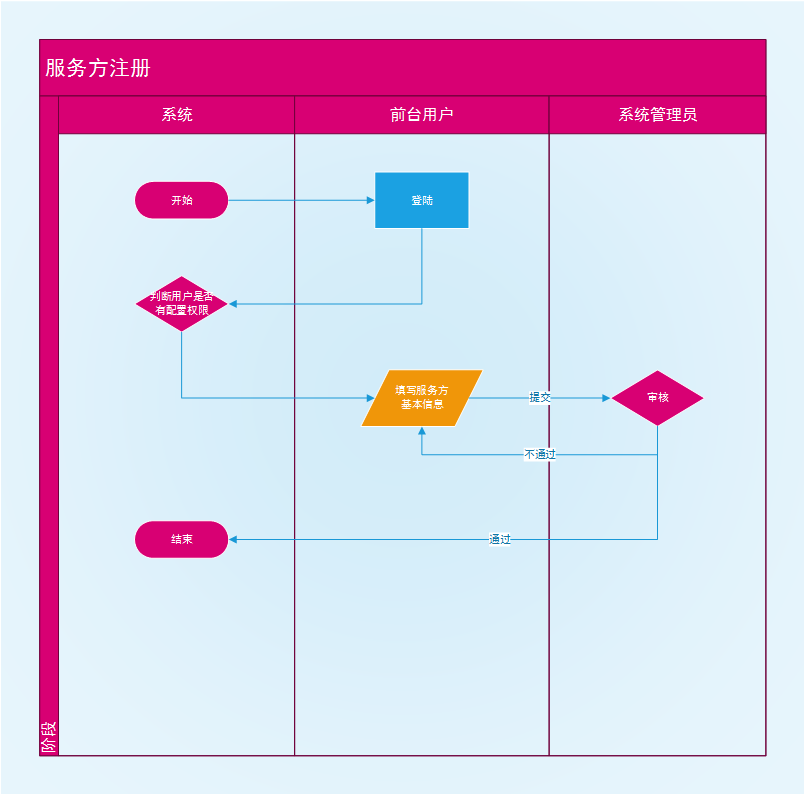 服务方注册
系统
前台用户
系统管理员
开始
登陆
判断用户是否
有配置权限
填写服务方
基本信息
提交
审核
不通过
结束
通过
阶段